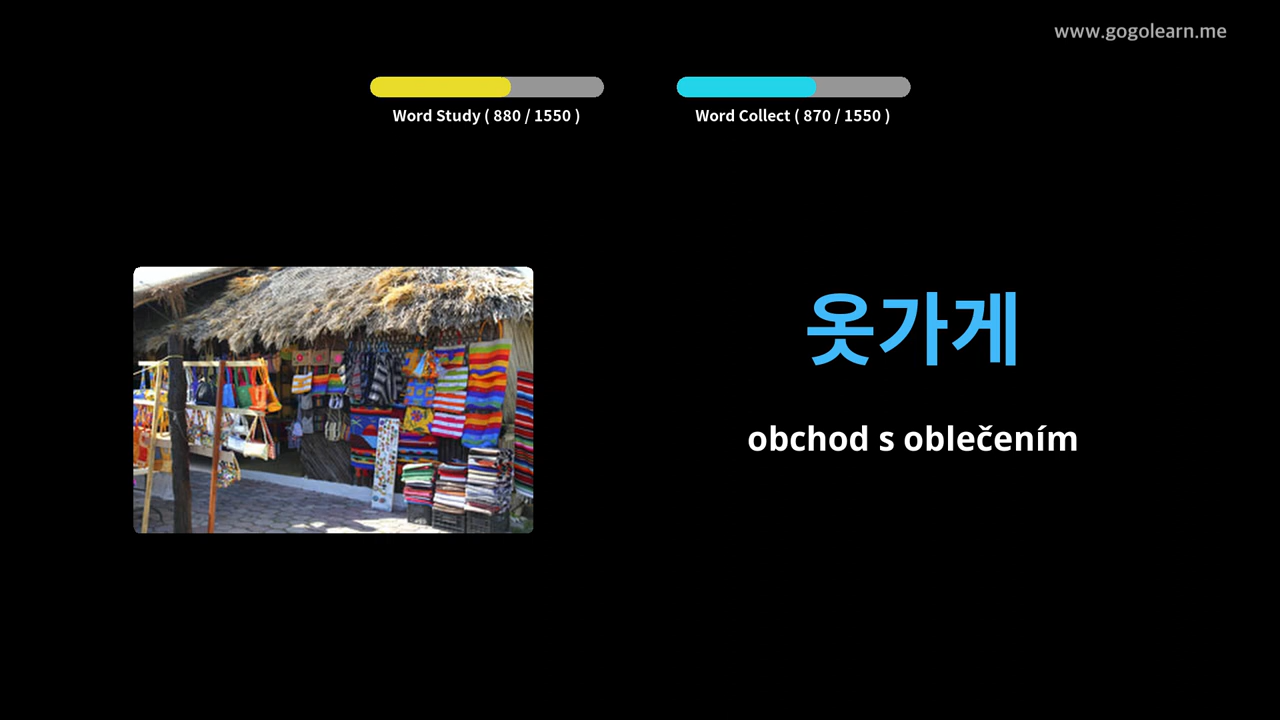 www.gogolearn.me
Word Study ( 880 / 1550 )
Word Collect ( 870 / 1550 )
옷가게
obchod s oblečením